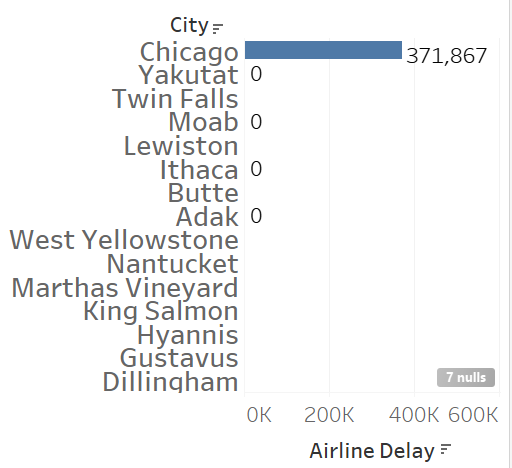 City
Chicago 371,867
Yakutat 0
Twin Falls
Moab 0
Lewiston
Ithaca 0
Butte
Adak 0
West Yellowstone
Nantucket
Marthas Vineyard
King Salmon
Hyannis
Gustavus
Dillingham
7 nulls
0K 200K 400K 600K
Airline Delay